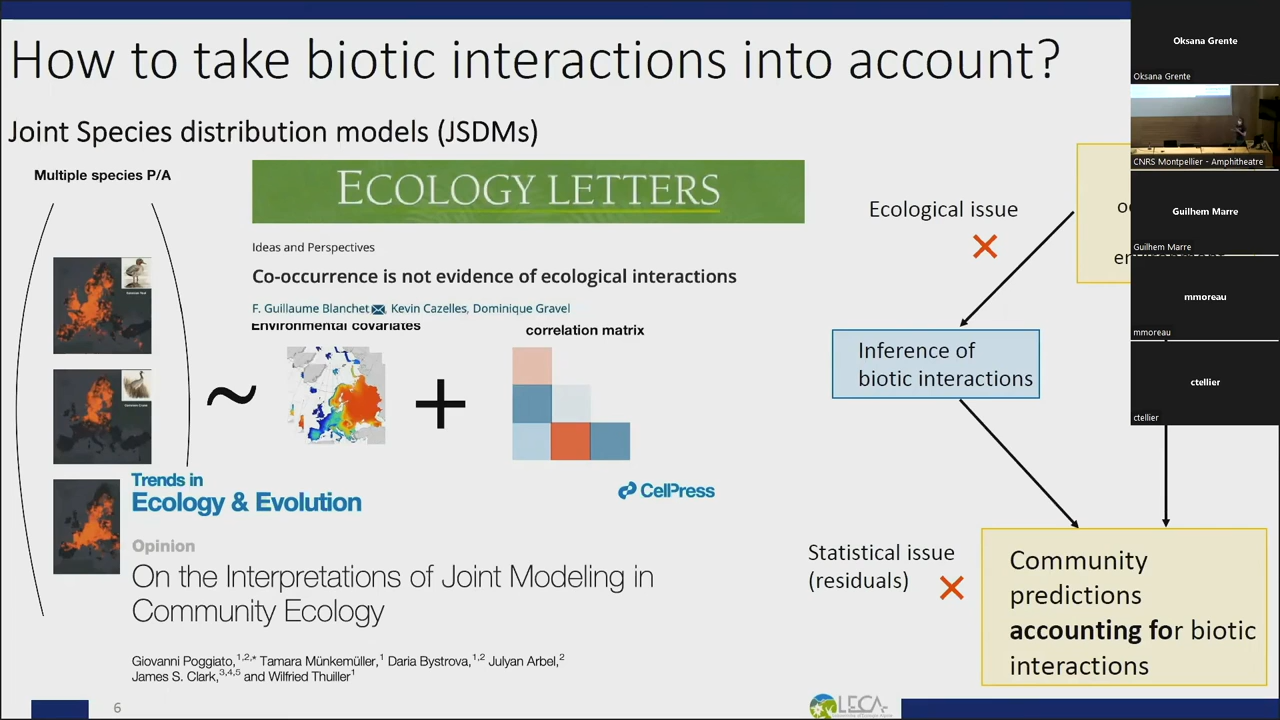 How to take biotic interactions into account?
Joint Species distribution models (JSDMs)
Multiple species P/A
ECOLOGY LETTERS
Ideas and Perspectives
Co-occurrence is not evidence of ecological interactions
F. Guillaume Blanchet, Kevin Cazelles, Dominique Gravel
Environmental covariates
correlation matrix
~
+
Trends in
Ecology & Evolution
CellPress
Opinion
On the Interpretations of Joint Modeling in
Community Ecology
Giovanni Poggiato,1,2,* Tamara Münkemüller,1 Daria Bystrova,1,2 Julyan Arbel,2
James S. Clark,3,4,5 and Wilfried Thuiller1
Ecological issue
Inference of
biotic interactions
Statistical issue
(residuals)
Community
predictions
accounting for biotic
interactions
6
LECA
Oksana Grente
Oksana Grente
CNRS Montpellier - Amphitheatre
Guilhem Marre
Guilhem Marre
mmoreau
mmoreau
ctellier
ctellier